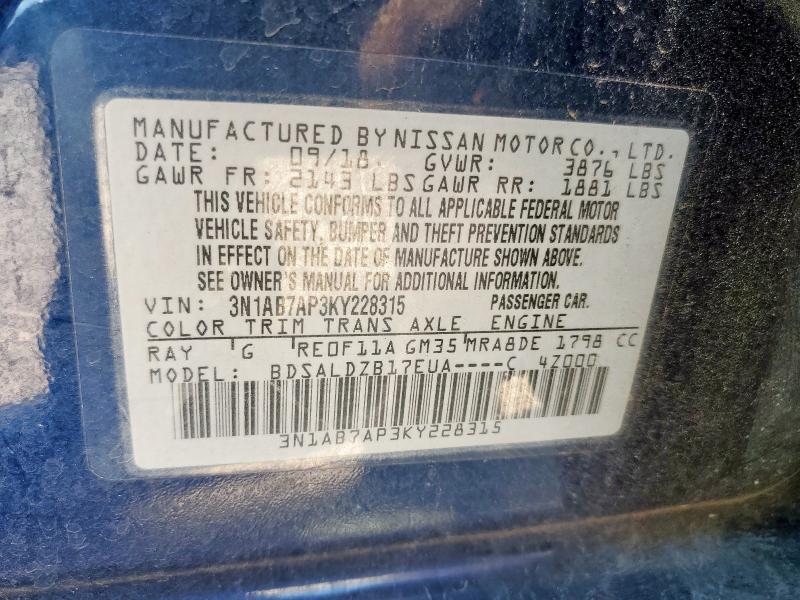 MANUFACTURED BY NISSAN MOTOR CO., LTD.
DATE: 09/18 GVWR: 3876 LBS
GAWR FR: 2143 LBS GAWR RR: 1881 LBS
THIS VEHICLE CONFORMS TO ALL APPLICABLE FEDERAL MOTOR
VEHICLE SAFETY, BUMPER AND THEFT PREVENTION STANDARDS
IN EFFECT ON THE DATE OF MANUFACTURE SHOWN ABOVE.
SEE OWNER'S MANUAL FOR ADDITIONAL INFORMATION.
VIN: 3N1AB7AP3KY228315 PASSENGER CAR.
COLOR TRIM TRANS AXLE ENGINE
RAY G RE0F11A GM35 MRA8DE 1798 CC
MODEL: BDSALDZB17EUA----C 4Z000
3N1AB7AP3KY228315